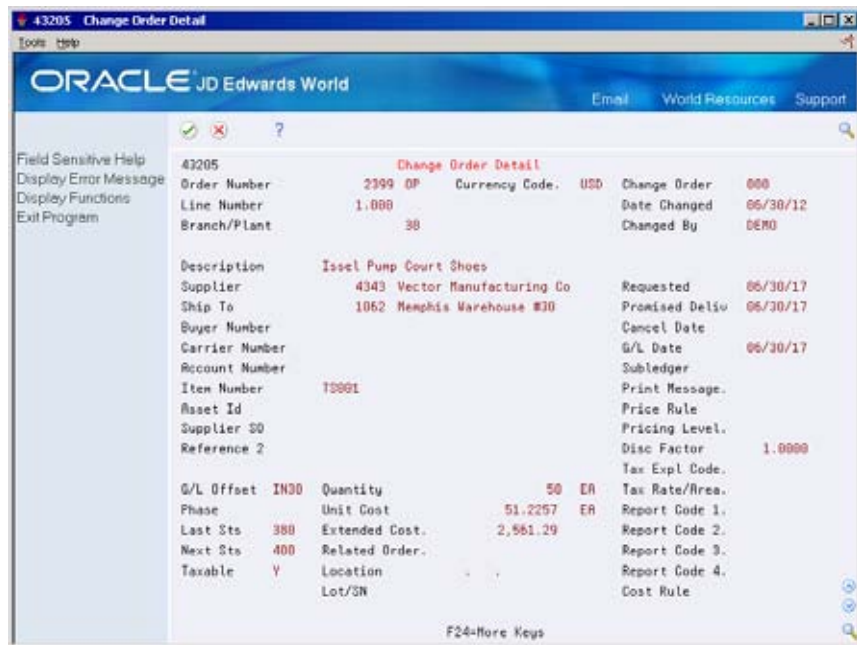 43205 Change Order Detail
Tools Help
ORACLE JD Edwards World
Email World Resources Support
?
Field Sensitive Help
Display Error Message
Display Functions
Exit Program
43205 Change Order Detail
Order Number 2399 OP Currency Code. USD Change Order 000
Line Number 1.000 Date Changed 06/30/12
Branch/Plant 30 Changed By DEMO
Description Issel Pump Court Shoes
Supplier 4343 Vector Manufacturing Co Requested 06/30/17
Ship To 1062 Memphis Warehouse #30 Promised Deliv 06/30/17
Buyer Number Cancel Date
Carrier Number G/L Date 06/30/17
Account Number Subledger
Item Number TS001 Print Message.
Asset Id Price Rule
Supplier SO Pricing Level.
Reference 2 Disc Factor 1.0000
Tax Expl Code.
G/L Offset IN30 Quantity 50 EA Tax Rate/Area.
Phase Unit Cost 51.2257 EA Report Code 1.
Last Sts 380 Extended Cost. 2,561.29 Report Code 2.
Next Sts 400 Related Order. Report Code 3.
Taxable Y Location . . Report Code 4.
Lot/SN Cost Rule
F24=More Keys